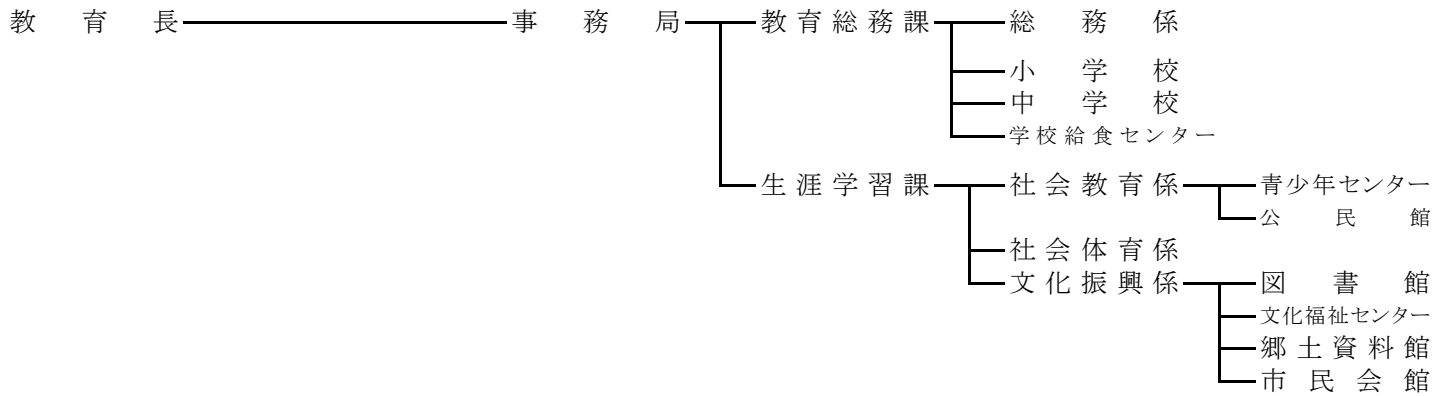 教育長 事務局 教育総務課 総務係
小学校
中学校
学校給食センター
生涯学習課 社会教育係 青少年センター
公民館
社会体育係
文化振興係 図書館
文化福祉センター
郷土資料館
市民会館